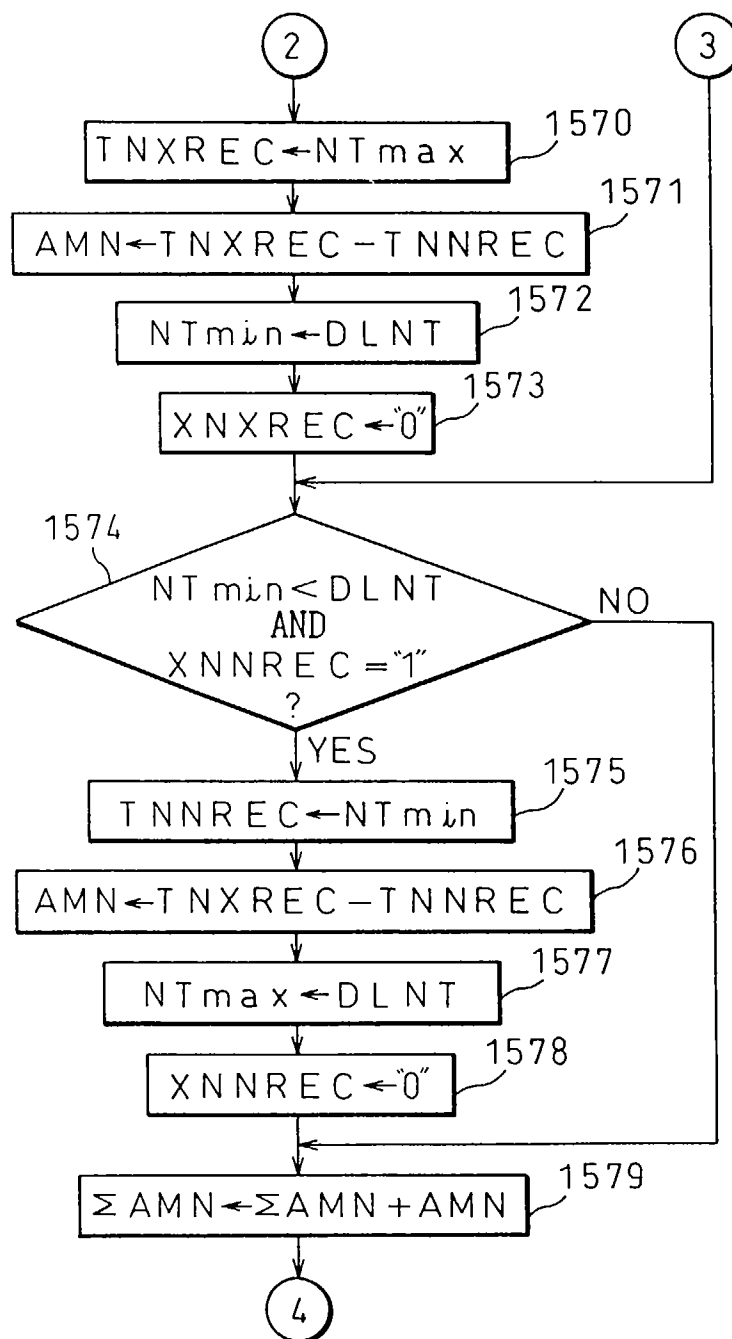 2
3
TNXREC←NTmax
1570
AMN←TNXREC−TNNREC
1571
NTmin←DLNT
1572
XNXREC←"0"
1573
1574
NTmin<DLNT
AND
XNNREC="1"
?
NO
YES
TNNREC←NTmin
1575
AMN←TNXREC−TNNREC
1576
NTmax←DLNT
1577
XNNREC←"0"
1578
ΣAMN←ΣAMN+AMN
1579
4